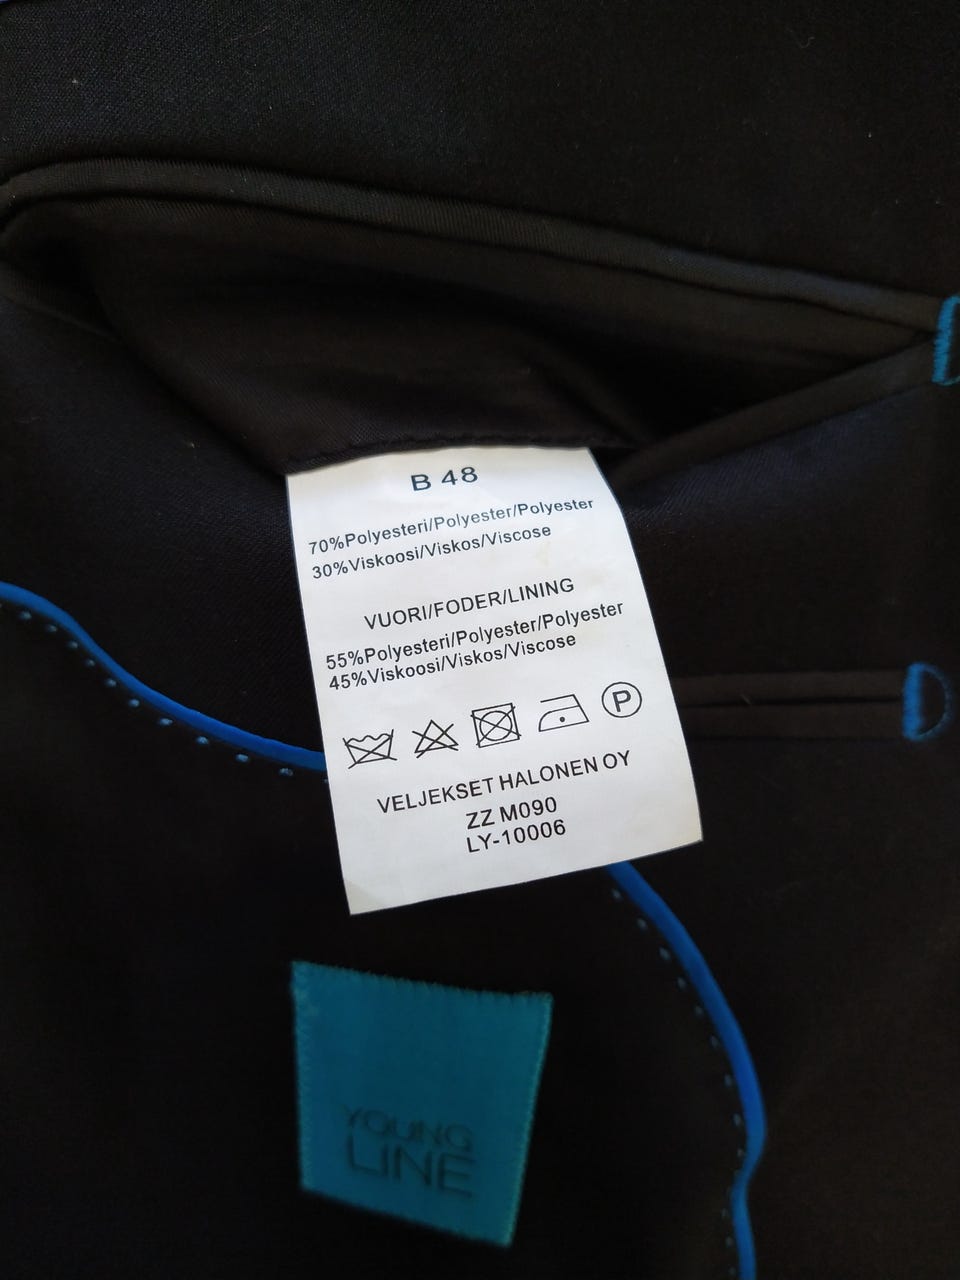 B 48
70%Polyesteri/Polyester/Polyester
30%Viskoosi/Viskos/Viscose
VUORI/FODER/LINING
55%Polyesteri/Polyester/Polyester
45%Viskoosi/Viskos/Viscose
P
VELJEKSET HALONEN OY
ZZ M090
LY-10006
YOUNG
LINE